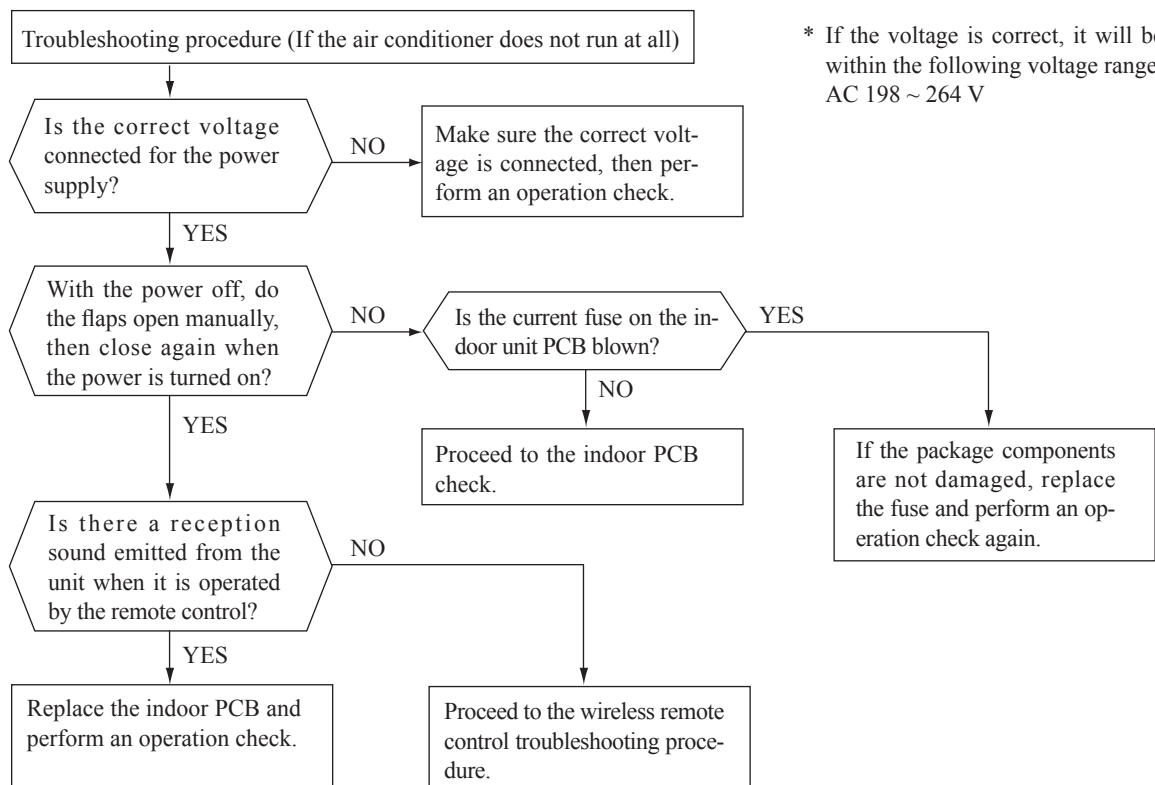 Troubleshooting procedure (If the air conditioner does not run at all)
* If the voltage is correct, it will be
within the following voltage range
AC 198 ~ 264 V
Is the correct voltage
connected for the power
supply?
NO
Make sure the correct volt-
age is connected, then per-
form an operation check.
YES
With the power off, do
the flaps open manually,
then close again when
the power is turned on?
NO
Is the current fuse on the in-
door unit PCB blown?
YES
NO
YES
Proceed to the indoor PCB
check.
If the package components
are not damaged, replace
the fuse and perform an op-
eration check again.
Is there a reception
sound emitted from the
unit when it is operated
by the remote control?
NO
YES
Replace the indoor PCB and
perform an operation check.
Proceed to the wireless remote
control troubleshooting proce-
dure.